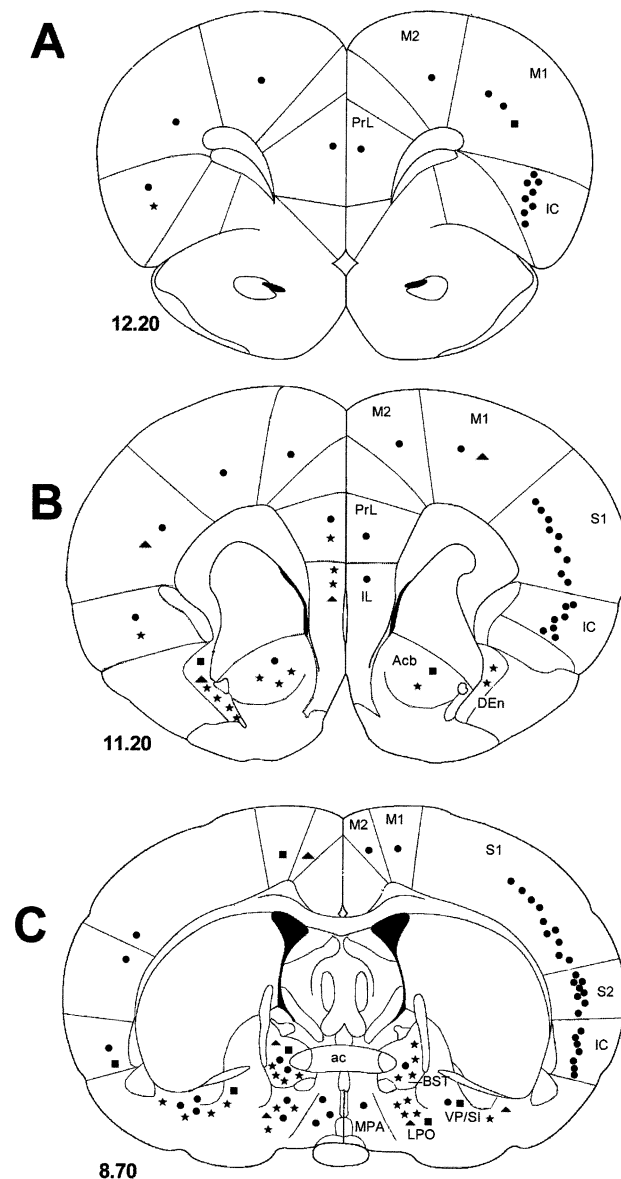 A
M2
M1
PrL
IC
12.20
B
M2
M1
S1
PrL
IL
IC
Acb
DEn
11.20
C
M2
M1
S1
S2
IC
ac
BST
MPA
LPO
VP/SI
8.70